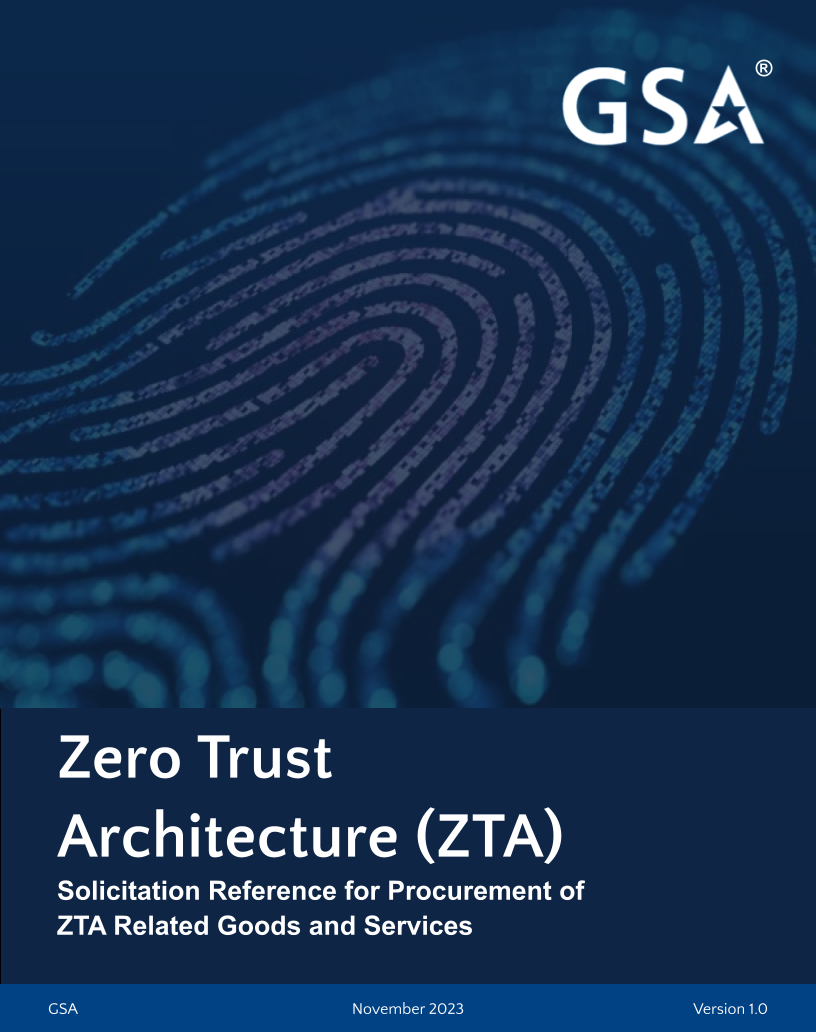 GSA®
Zero Trust
Architecture (ZTA)
Solicitation Reference for Procurement of
ZTA Related Goods and Services
GSA November 2023 Version 1.0